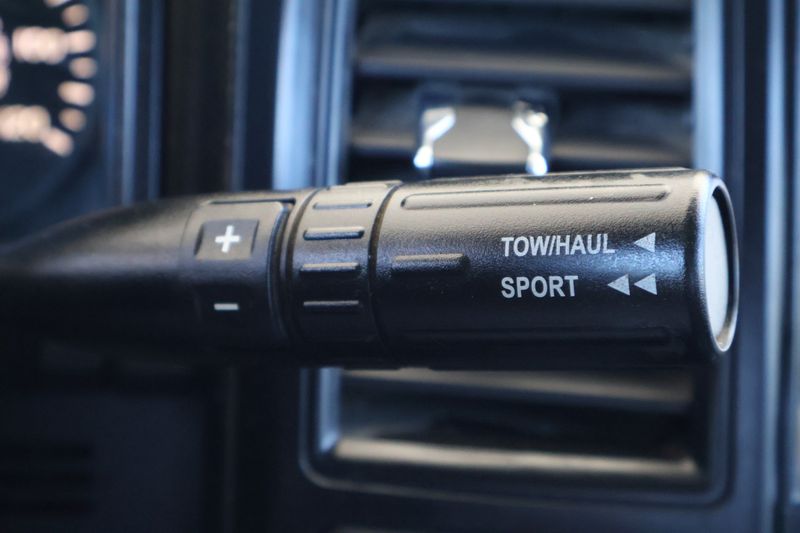 +
TOW/HAUL ◀
SPORT ◀◀
-